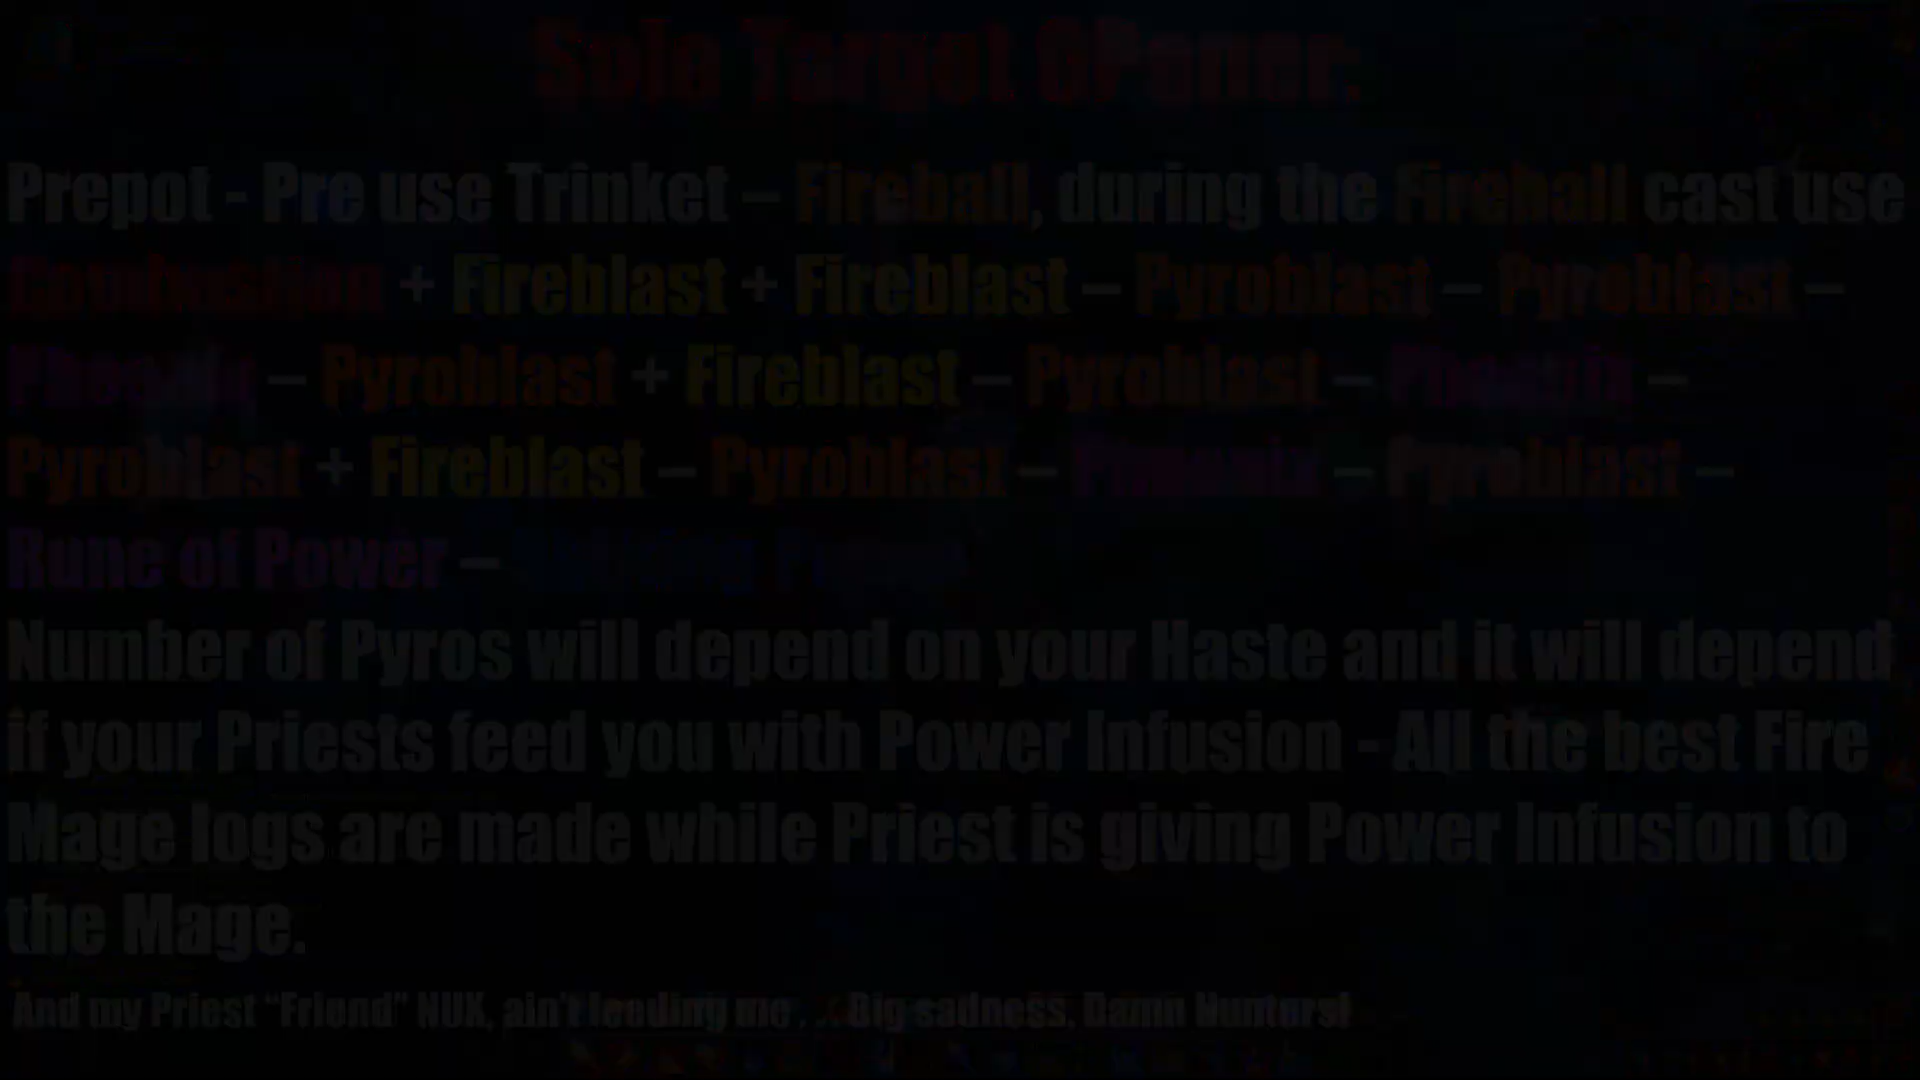 Solo Target OPener:
Prepot - Pre use Trinket – Fireball, during the Fireball cast use
Combustion + Fireblast + Fireblast – Pyroblast – Pyroblast –
Phoenix – Pyroblast + Fireblast – Pyroblast – Phoenix –
Pyroblast + Fireblast – Pyroblast – Phoenix – Pyroblast –
Rune of Power –
Number of Pyros will depend on your Haste and it will depend
if your Priests feed you with Power Infusion - All the best Fire
Mage logs are made while Priest is giving Power Infusion to
the Mage.
And my Priest “Friend” NUX, ain't feeding me . . . Big sadness, Damn Hunturs!